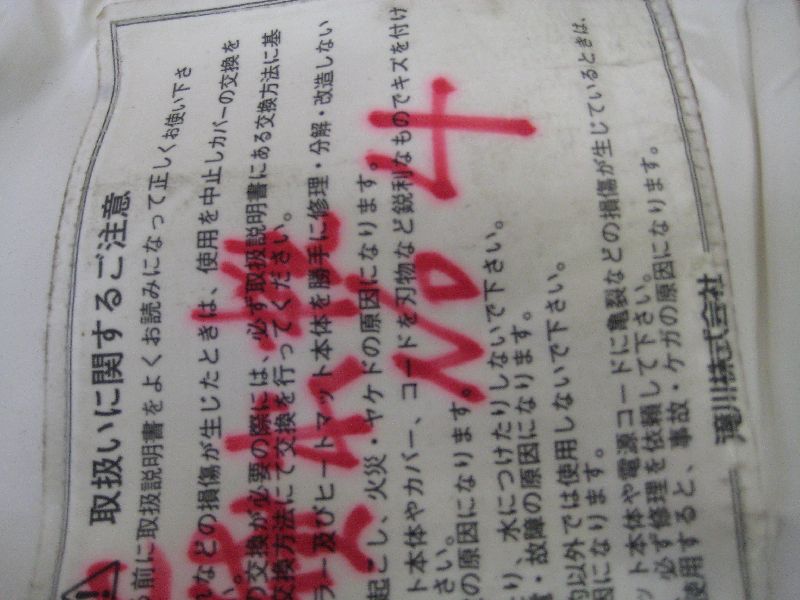 取扱いに関するご注意
前に取扱説明書をよくお読みになって正しくお使い下さ
などの損傷が生じたときは、使用を中止しカバーの交換を
い。
の交換が必要の際には、必ず取扱説明書にある交換方法に基
交換方法にて交換を行ってください。
ラー及びヒートマット本体を勝手に修理・分解・改造しない
起こし、火災・ヤケドの原因になります。
ト本体やカバー、コードを刃物など鋭利なものでキズを付け
さい。
の原因になります。
り、水につけたりしないで下さい。
・故障の原因になります。
以外では使用しないで下さい。
因になります。
ット本体や電源コードに亀裂などの損傷が生じているときは、
必ず修理を依頼して下さい。
使用すると、事故・ケガの原因になります。
滝川株式会社
No 4